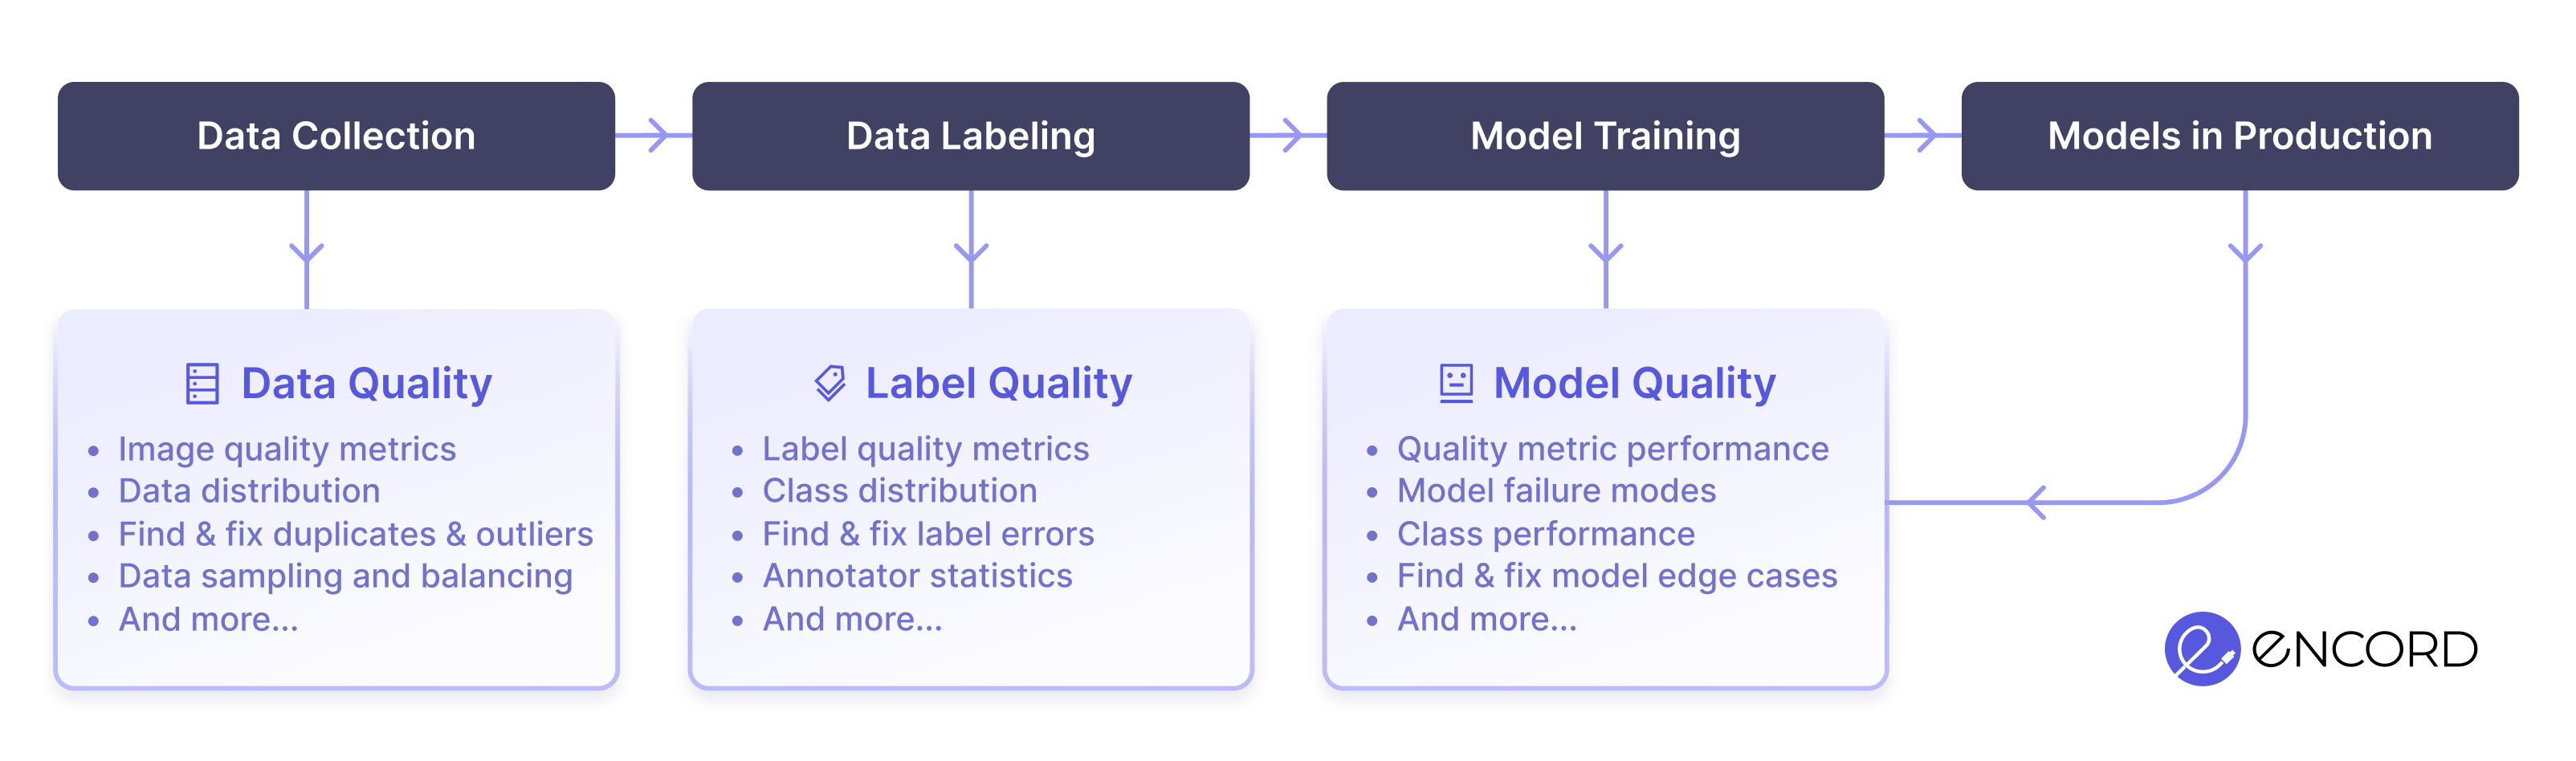 Data Collection
Data Labeling
Model Training
Models in Production
Data Quality
• Image quality metrics
• Data distribution
• Find & fix duplicates & outliers
• Data sampling and balancing
• And more...
Label Quality
• Label quality metrics
• Class distribution
• Find & fix label errors
• Annotator statistics
• And more...
Model Quality
• Quality metric performance
• Model failure modes
• Class performance
• Find & fix model edge cases
• And more...
eNCORD